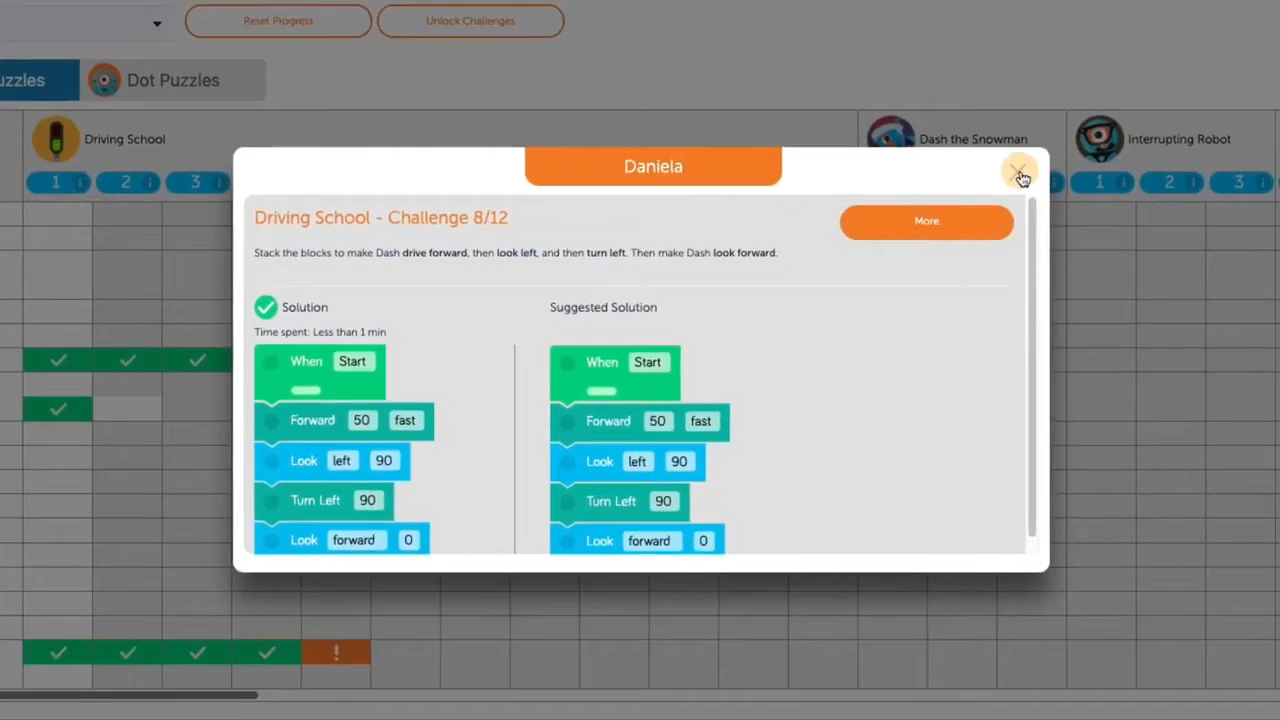 Reset Progress
Unlock Challenges
uzzles
Dot Puzzles
Driving School
Dash the Snowman
Interrupting Robot
1 i 2 i 3 1 i 2 i 3 i
Daniela
Driving School - Challenge 8/12
More
Stack the blocks to make Dash drive forward, then look left, and then turn left. Then make Dash look forward.
Solution
Suggested Solution
Time spent: Less than 1 min
When Start
Forward 50 fast
Look left 90
Turn Left 90
Look forward 0
When Start
Forward 50 fast
Look left 90
Turn Left 90
Look forward 0
!